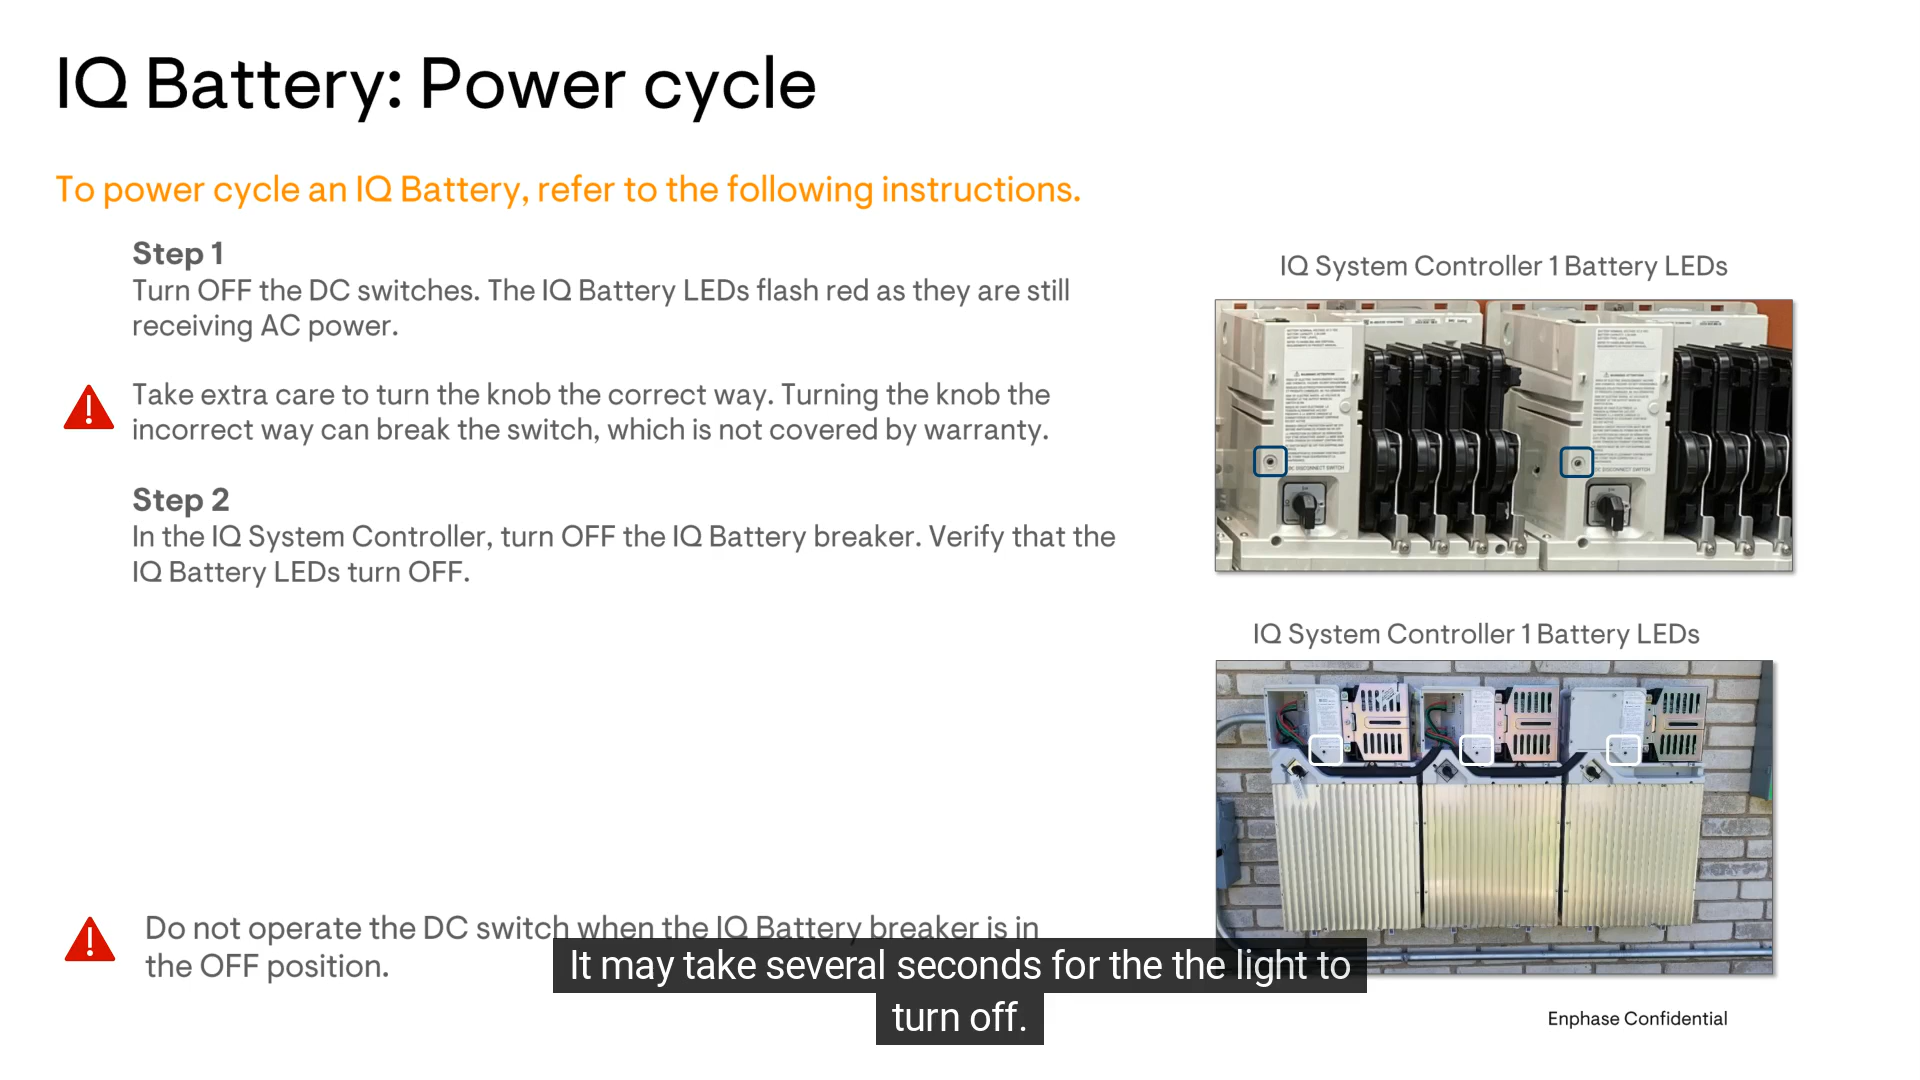 IQ Battery: Power cycle
To power cycle an IQ Battery, refer to the following instructions.
Step 1
Turn OFF the DC switches. The IQ Battery LEDs flash red as they are still
receiving AC power.
Take extra care to turn the knob the correct way. Turning the knob the
incorrect way can break the switch, which is not covered by warranty.
Step 2
In the IQ System Controller, turn OFF the IQ Battery breaker. Verify that the
IQ Battery LEDs turn OFF.
Do not operate the DC switch when the IQ Battery breaker is in
the OFF position.
IQ System Controller 1 Battery LEDs
DC DISCONNECT SWITCH
DC DISCONNECT SWITCH
IQ System Controller 1 Battery LEDs
It may take several seconds for the the light to
turn off.
Enphase Confidential